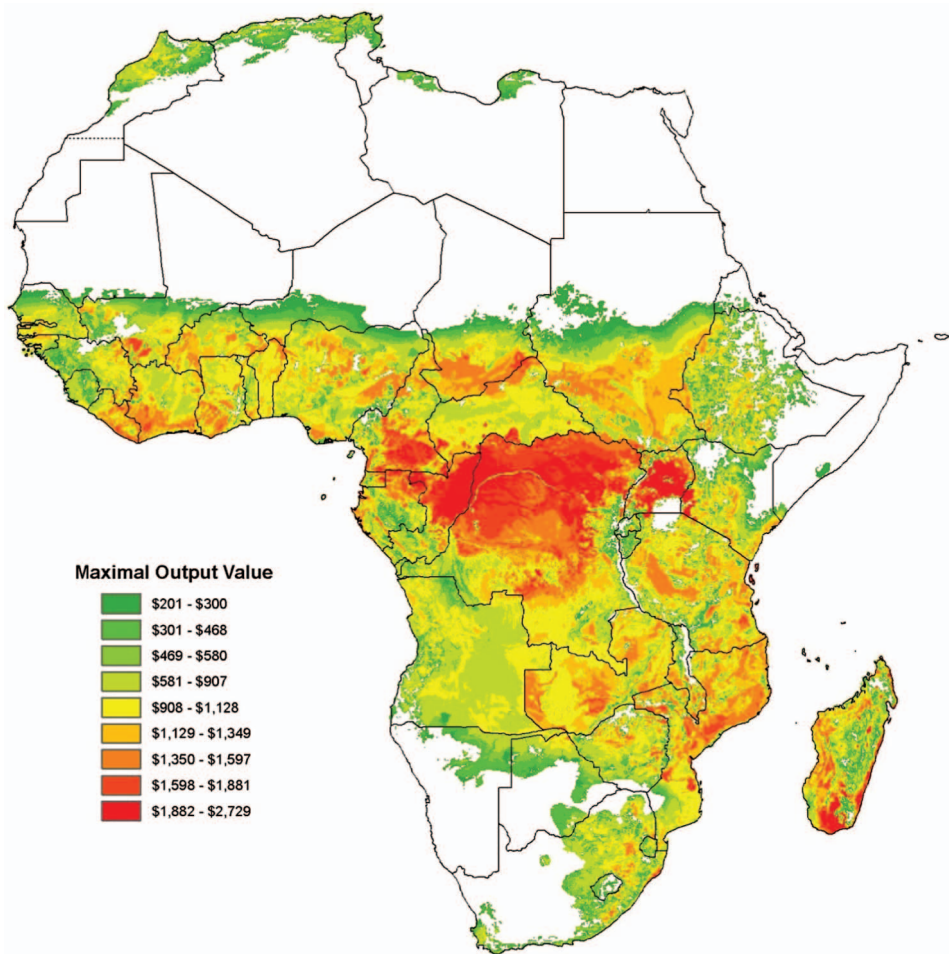 Maximal Output Value
$201 - $300
$301 - $468
$469 - $580
$581 - $907
$908 - $1,128
$1,129 - $1,349
$1,350 - $1,597
$1,598 - $1,881
$1,882 - $2,729